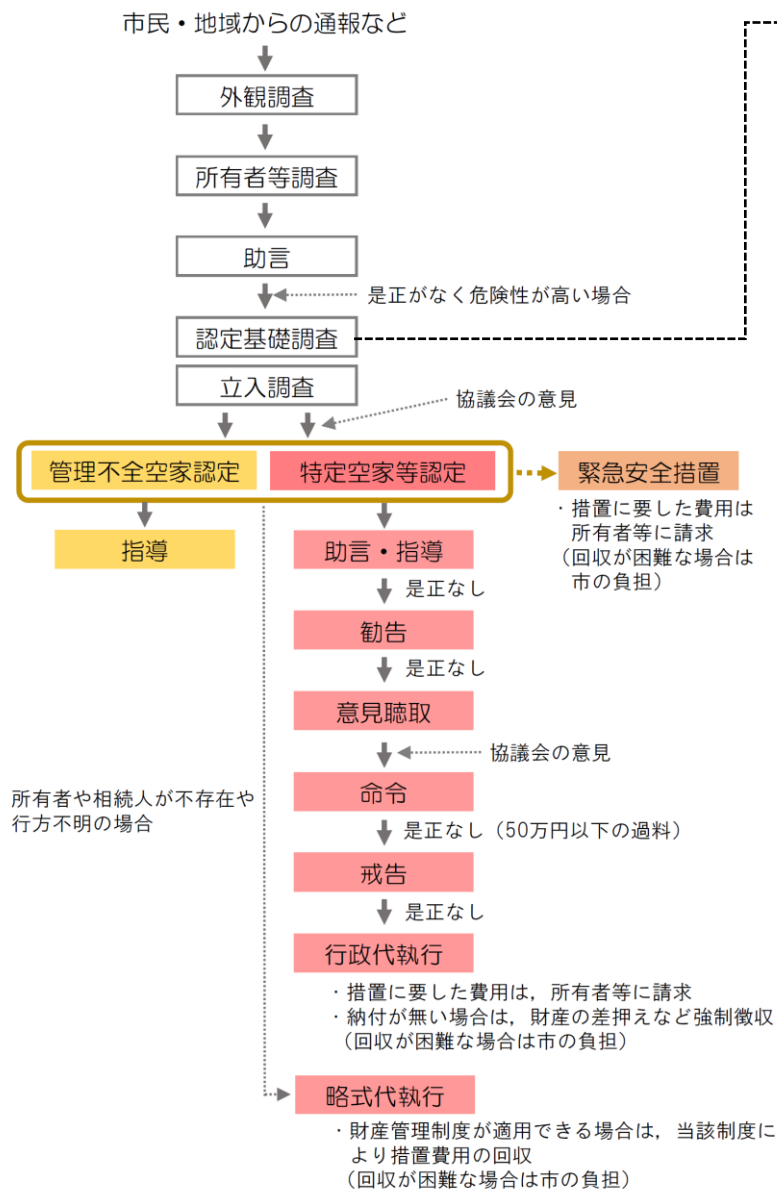 市民・地域からの通報など
外観調査
所有者等調査
助言
是正がなく危険性が高い場合
認定基礎調査
立入調査
協議会の意見
管理不全空家認定
特定空家等認定
緊急安全措置
・措置に要した費用は
所有者等に請求
（回収が困難な場合は
市の負担）
指導
助言・指導
是正なし
勧告
是正なし
意見聴取
協議会の意見
所有者や相続人が不存在や
行方不明の場合
命令
是正なし（50万円以下の過料）
戒告
是正なし
行政代執行
・措置に要した費用は，所有者等に請求
・納付が無い場合は，財産の差押えなど強制徴収
（回収が困難な場合は市の負担）
略式代執行
・財産管理制度が適用できる場合は，当該制度に
より措置費用の回収
（回収が困難な場合は市の負担）